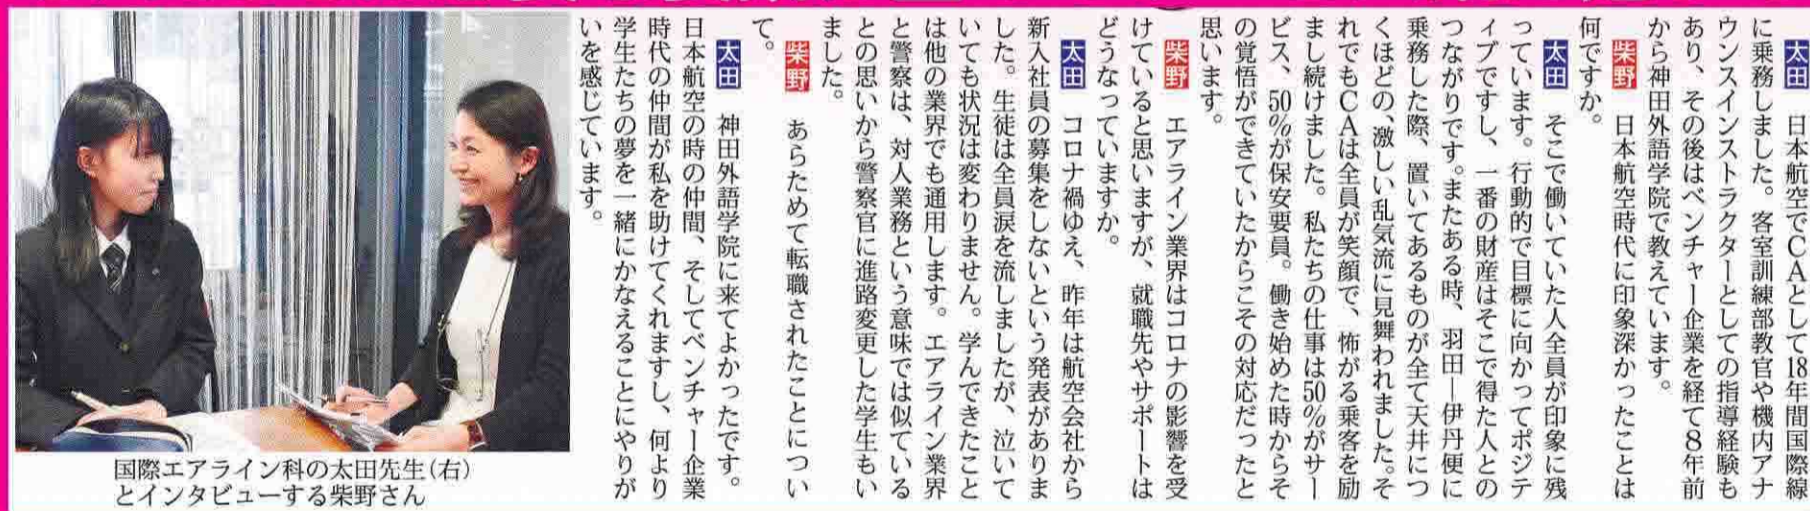 太田　日本航空でCAとして18年間国際線
に乗務しました。客室訓練部教官や機内アナ
ウンスインストラクターとしての指導経験も
あり、その後はベンチャー企業を経て8年前
から神田外語学院で教えています。
柴野　日本航空時代に印象深かったことは
何ですか。
太田　そこで働いていた人全員が印象に残
っています。行動的で目標に向かってポジテ
ィブですし、一番の財産はそこで得た人との
つながりです。またある時、羽田―伊丹便に
乗務した際、置いてあるものが全て天井につ
くほどの、激しい乱気流に見舞われました。そ
れでもCAは全員が笑顔で、怖がる乗客を励
まし続けました。私たちの仕事は50％がサー
ビス、50％が保安要員。働き始めた時からそ
の覚悟ができていたからこその対応だったと
思います。
柴野　エアライン業界はコロナの影響を受
けていると思いますが、就職先やサポートは
どうなっていますか。
太田　コロナ禍ゆえ、昨年は航空会社から
新入社員の募集をしないという発表がありま
した。生徒は全員涙を流しましたが、泣いて
いても状況は変わりません。学んできたこと
は他の業界でも通用します。エアライン業界
と警察は、対人業務という意味では似ている
との思いから警察官に進路変更した学生もい
ました。
柴野　あらためて転職されたことについ
て。
太田　神田外語学院に来てよかったです。
日本航空の時の仲間、そしてベンチャー企業
時代の仲間が私を助けてくれますし、何より
学生たちの夢を一緒にかなえることにやりが
いを感じています。
国際エアライン科の太田先生(右)
とインタビューする柴野さん